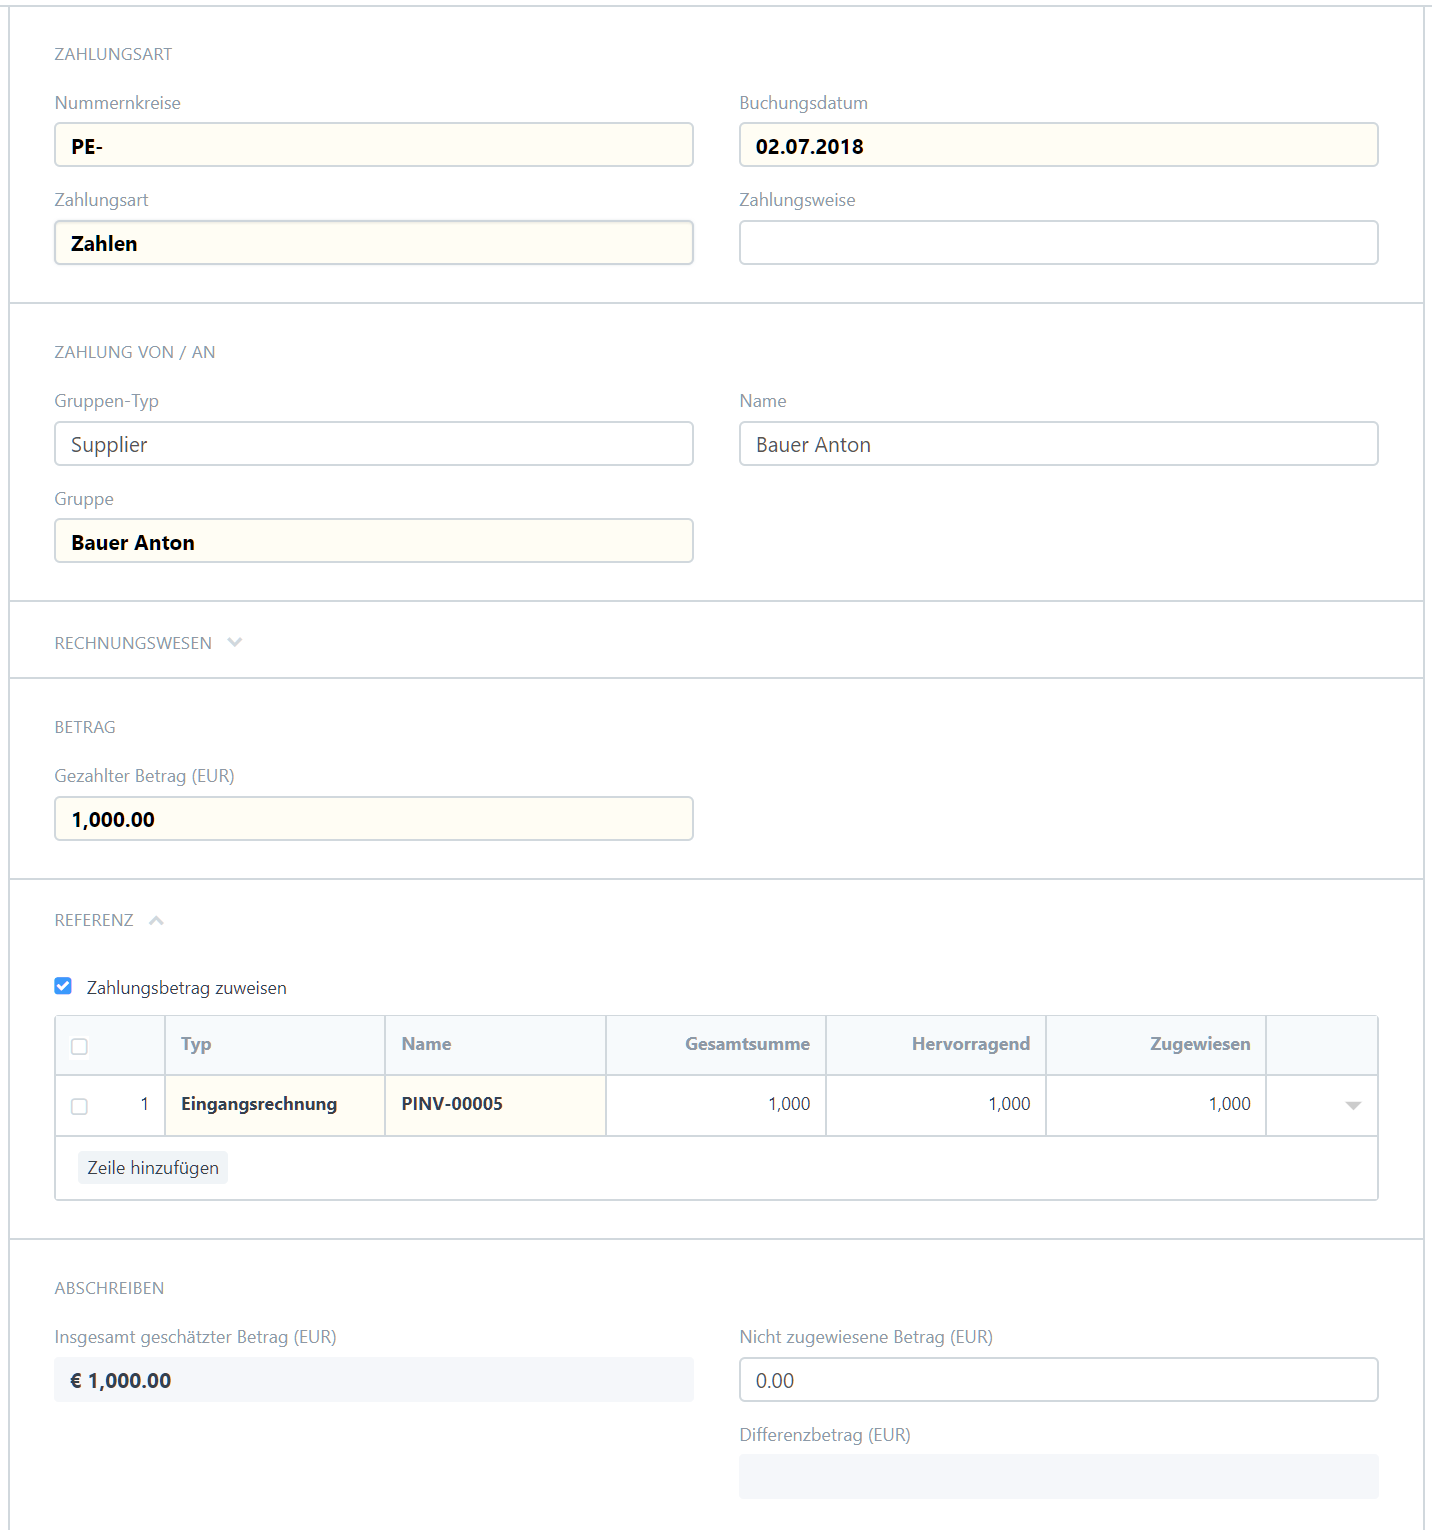 ZAHLUNGSART
Nummernkreise
PE-
Buchungsdatum
02.07.2018
Zahlungsart
Zahlen
Zahlungsweise
ZAHLUNG VON / AN
Gruppen-Typ
Supplier
Name
Bauer Anton
Gruppe
Bauer Anton
RECHNUNGSWESEN
BETRAG
Gezahlter Betrag (EUR)
1,000.00
REFERENZ
Zahlungsbetrag zuweisen
Typ Name Gesamtsumme Hervorragend Zugewiesen
1 Eingangsrechnung PINV-00005 1,000 1,000 1,000
Zeile hinzufügen
ABSCHREIBEN
Insgesamt geschätzter Betrag (EUR)
€ 1,000.00
Nicht zugewiesene Betrag (EUR)
0.00
Differenzbetrag (EUR)